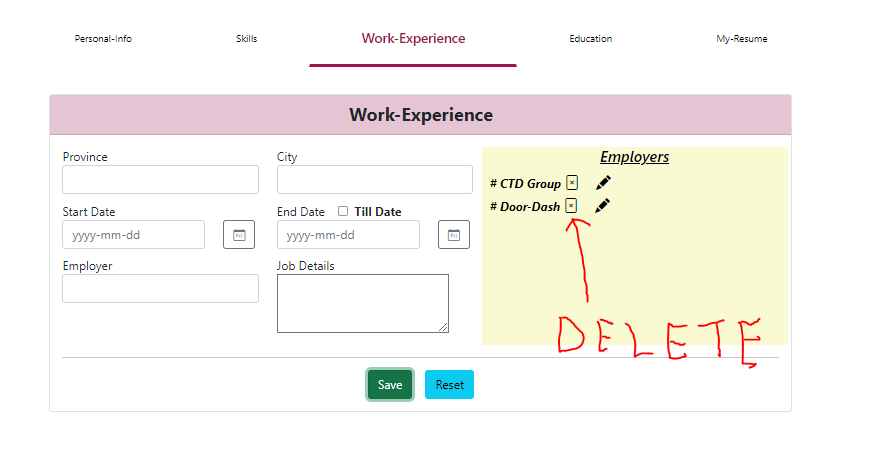 Personal-Info Skills Work-Experience Education My-Resume
Work-Experience
Province City Employers
# CTD Group x
# Door-Dash x
Start Date End Date Till Date
yyyy-mm-dd yyyy-mm-dd
Employer Job Details
DELETE
Save Reset